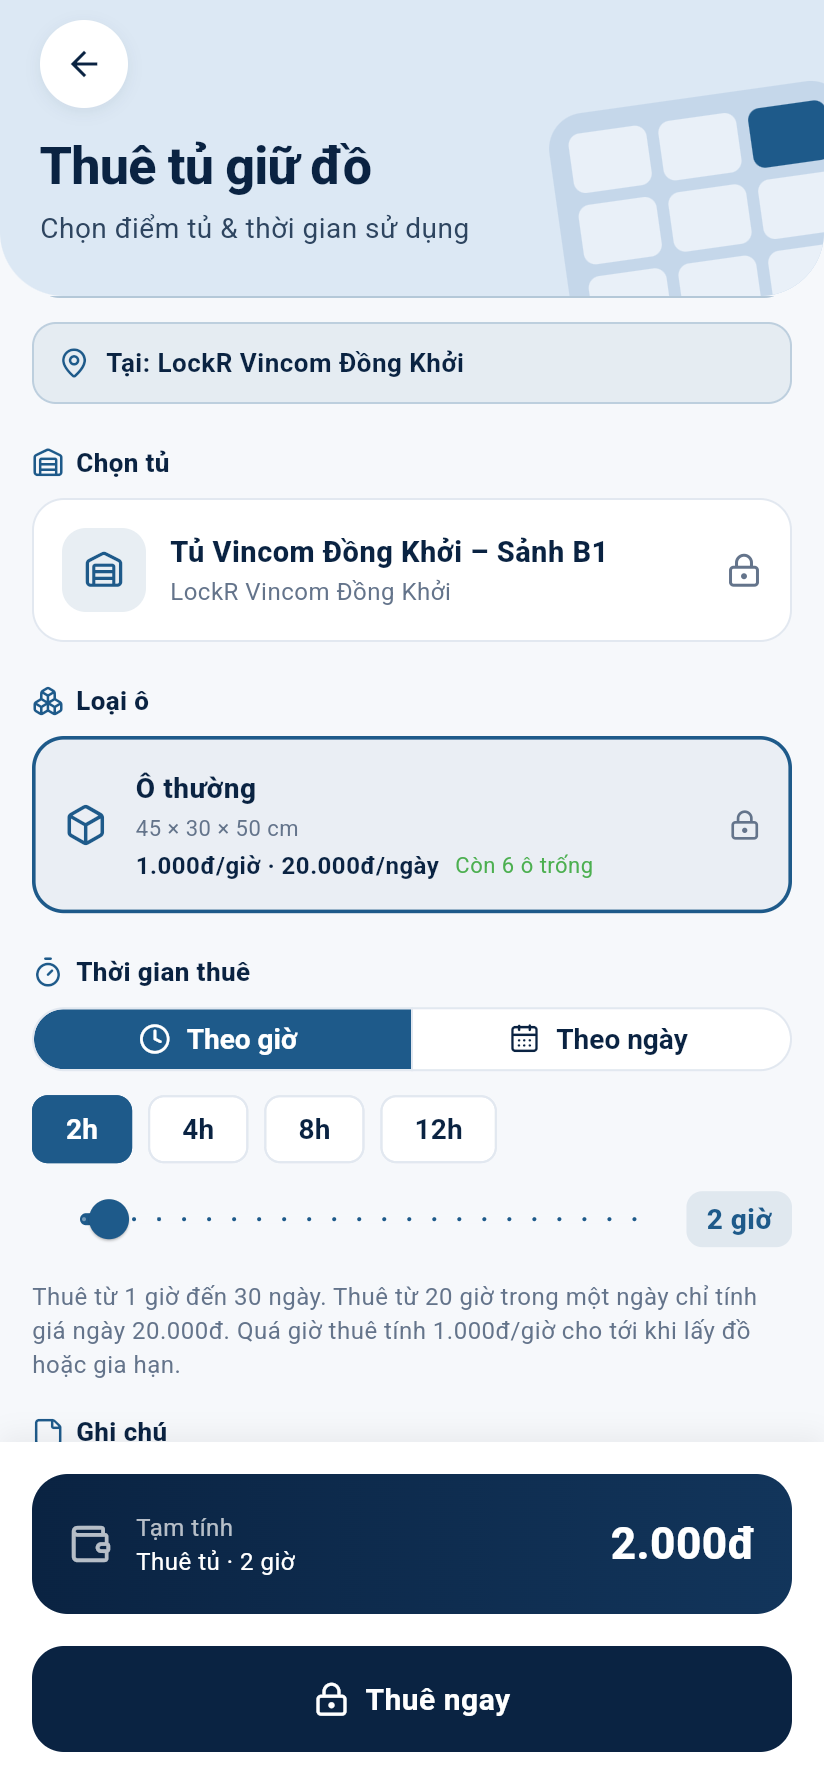 Thuê tủ giữ đồ
Chọn điểm tủ & thời gian sử dụng
Tại: LockR Vincom Đồng Khởi
Chọn tủ
Tủ Vincom Đồng Khởi – Sảnh B1
LockR Vincom Đồng Khởi
Loại ô
Ô thường
45 × 30 × 50 cm
1.000đ/giờ · 20.000đ/ngày Còn 6 ô trống
Thời gian thuê
Theo giờ Theo ngày
2h 4h 8h 12h
2 giờ
Thuê từ 1 giờ đến 30 ngày. Thuê từ 20 giờ trong một ngày chỉ tính
giá ngày 20.000đ. Quá giờ thuê tính 1.000đ/giờ cho tới khi lấy đồ
hoặc gia hạn.
Ghi chú
Tạm tính
Thuê tủ · 2 giờ
2.000đ
Thuê ngay